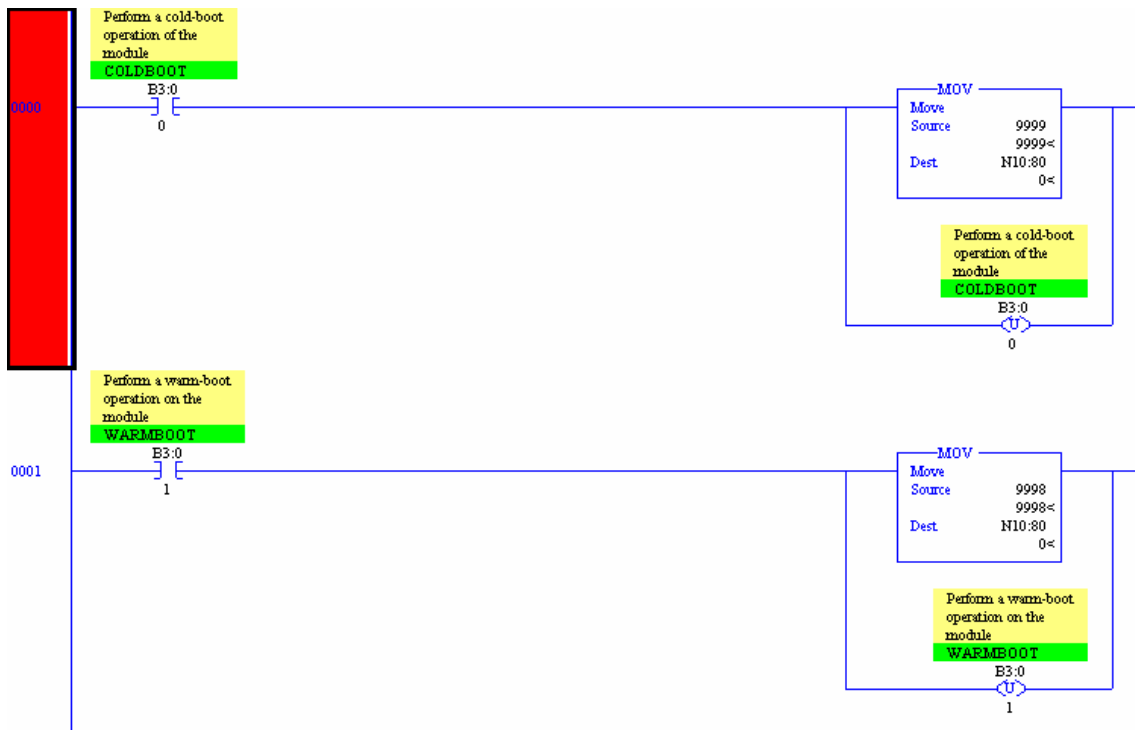 Perform a cold-boot
operation of the
module
COLDBOOT
B3:0
0000
0
MOV
Move
Source 9999
9999<
Dest N10:80
0<
Perform a cold-boot
operation of the
module
COLDBOOT
B3:0
U
0
Perform a warm-boot
operation on the
module
WARMBOOT
B3:0
0001
1
MOV
Move
Source 9998
9998<
Dest N10:80
0<
Perform a warm-boot
operation on the
module
WARMBOOT
B3:0
U
1